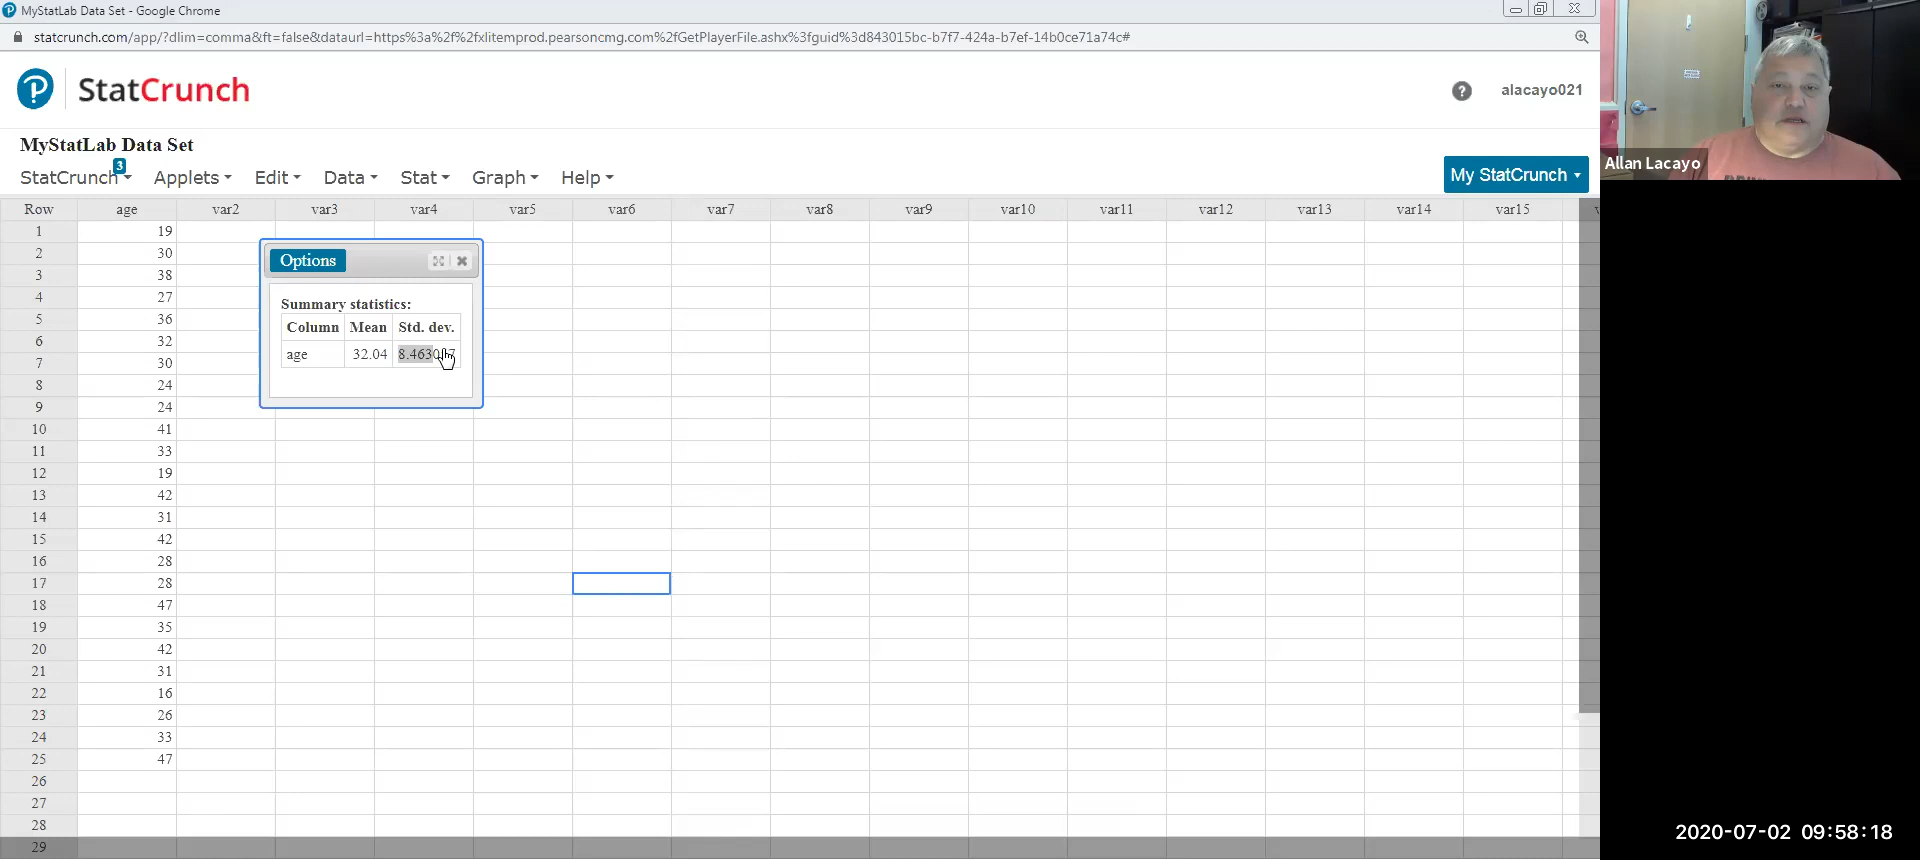 MyStatLab Data Set - Google Chrome
statcrunch.com/app/?dlim=comma&ft=false&dataurl=https%3a%2f%2fxlitemprod.pearsoncmg.com%2fGetPlayerFile.ashx%3fguid%3d843015bc-b7f7-424a-b7ef-14b0ce71a74c#
P StatCrunch
? alacayo021
MyStatLab Data Set
StatCrunch 3 Applets Edit Data Stat Graph Help My StatCrunch
Allan Lacayo
Row age var2 var3 var4 var5 var6 var7 var8 var9 var10 var11 var12 var13 var14 var15
1 19
2 30
3 38
4 27
5 36
6 32
7 30
8 24
9 24
10 41
11 33
12 19
13 42
14 31
15 42
16 28
17 28
18 47
19 35
20 42
21 31
22 16
23 26
24 33
25 47
26
27
28
29
Options
Summary statistics:
Column Mean Std. dev.
age 32.04
2020-07-02 09:58:18